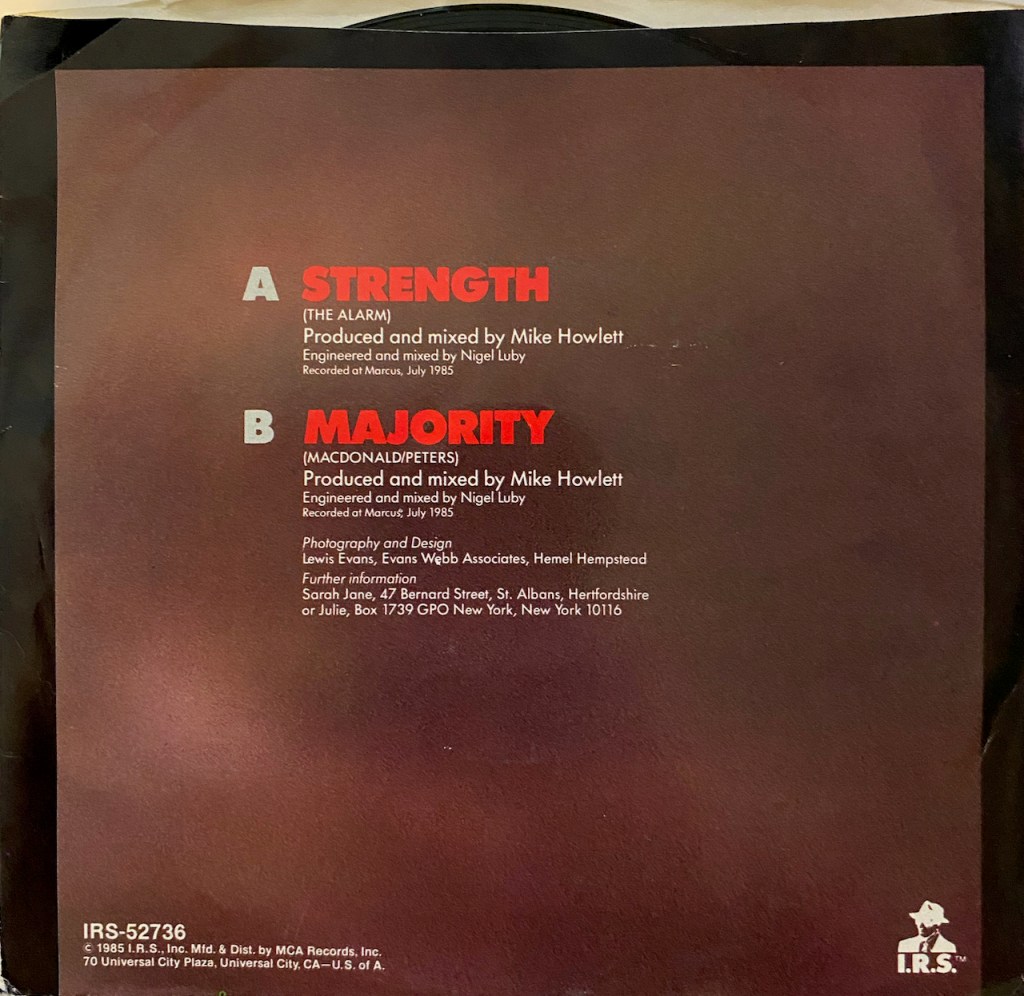 A STRENGTH
(THE ALARM)
Produced and mixed by Mike Howlett
Engineered and mixed by Nigel Luby
Recorded at Marcus, July 1985
B MAJORITY
(MACDONALD/PETERS)
Produced and mixed by Mike Howlett
Engineered and mixed by Nigel Luby
Recorded at Marcus, July 1985
Photography and Design
Lewis Evans, Evans Webb Associates, Hemel Hempstead
Further information
Sarah Jane, 47 Bernard Street, St. Albans, Hertfordshire
or Julie, Box 1739 GPO New York, New York 10116
IRS-52736
© 1985 I.R.S., Inc. Mfd. & Dist. by MCA Records, Inc.
70 Universal City Plaza, Universal City, CA—U.S. of A.
I.R.S.™